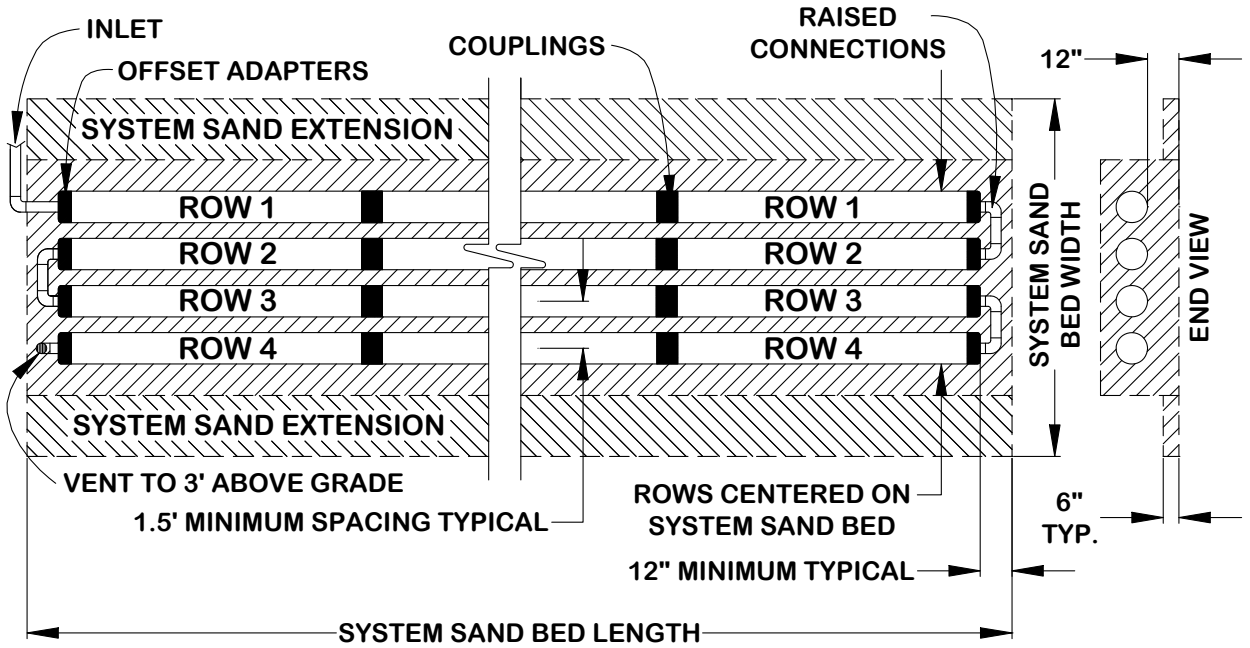 INLET
OFFSET ADAPTERS
COUPLINGS
RAISED
CONNECTIONS
12"
SYSTEM SAND EXTENSION
ROW 1
ROW 1
ROW 2
ROW 2
ROW 3
ROW 3
ROW 4
ROW 4
SYSTEM SAND
BED WIDTH
END VIEW
SYSTEM SAND EXTENSION
VENT TO 3' ABOVE GRADE
1.5' MINIMUM SPACING TYPICAL
ROWS CENTERED ON
SYSTEM SAND BED
6"
TYP.
12" MINIMUM TYPICAL
SYSTEM SAND BED LENGTH